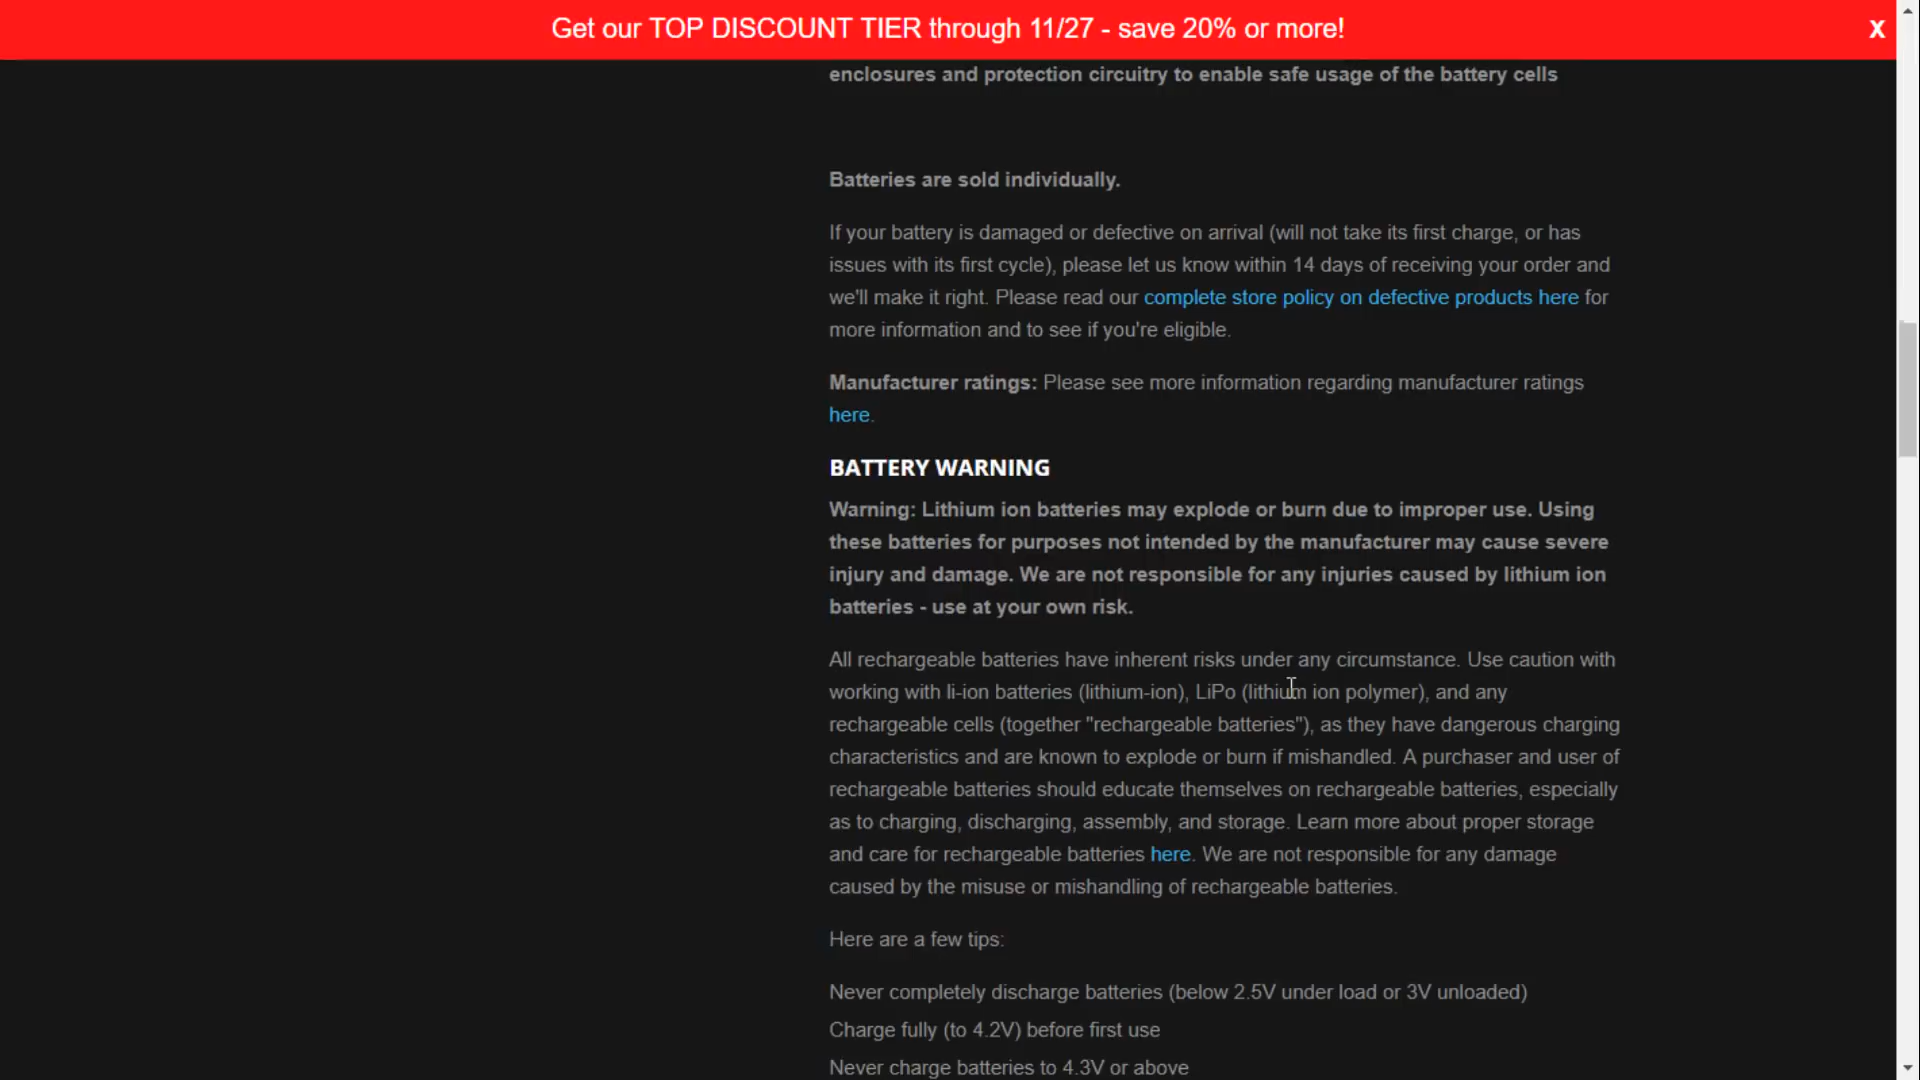 Get our TOP DISCOUNT TIER through 11/27 - save 20% or more!
X
enclosures and protection circuitry to enable safe usage of the battery cells
Batteries are sold individually.
If your battery is damaged or defective on arrival (will not take its first charge, or has
issues with its first cycle), please let us know within 14 days of receiving your order and
we'll make it right. Please read our complete store policy on defective products here for
more information and to see if you're eligible.
Manufacturer ratings: Please see more information regarding manufacturer ratings
here.
BATTERY WARNING
Warning: Lithium ion batteries may explode or burn due to improper use. Using
these batteries for purposes not intended by the manufacturer may cause severe
injury and damage. We are not responsible for any injuries caused by lithium ion
batteries - use at your own risk.
All rechargeable batteries have inherent risks under any circumstance. Use caution with
working with li-ion batteries (lithium-ion), LiPo (lithium ion polymer), and any
rechargeable cells (together "rechargeable batteries"), as they have dangerous charging
characteristics and are known to explode or burn if mishandled. A purchaser and user of
rechargeable batteries should educate themselves on rechargeable batteries, especially
as to charging, discharging, assembly, and storage. Learn more about proper storage
and care for rechargeable batteries here. We are not responsible for any damage
caused by the misuse or mishandling of rechargeable batteries.
Here are a few tips:
Never completely discharge batteries (below 2.5V under load or 3V unloaded)
Charge fully (to 4.2V) before first use
Never charge batteries to 4.3V or above